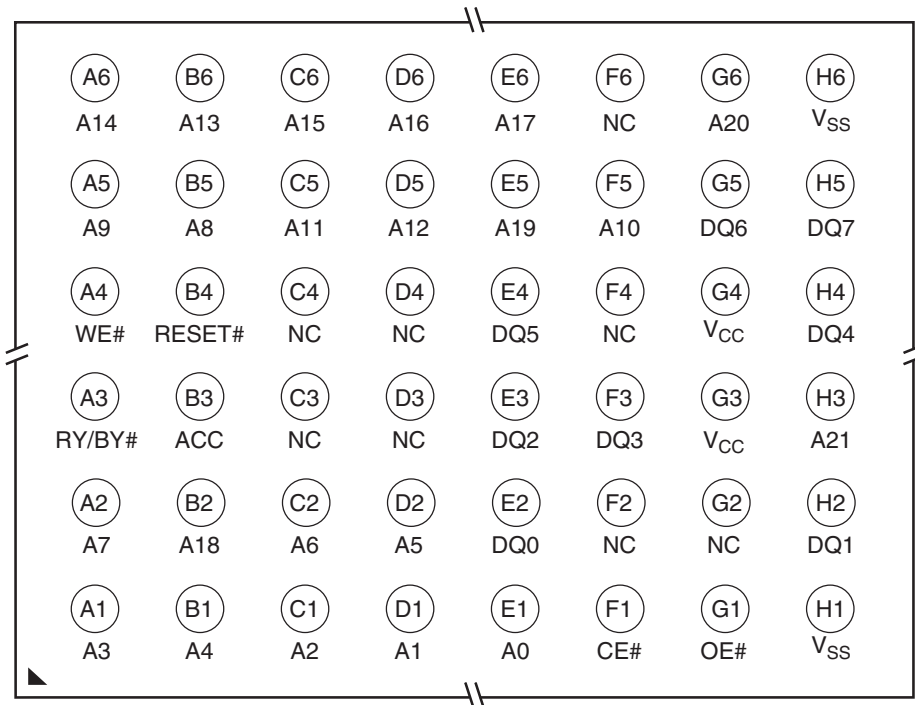 A6 B6 C6 D6 E6 F6 G6 H6
A14 A13 A15 A16 A17 NC A20 VSS
A5 B5 C5 D5 E5 F5 G5 H5
A9 A8 A11 A12 A19 A10 DQ6 DQ7
A4 B4 C4 D4 E4 F4 G4 H4
WE# RESET# NC NC DQ5 NC VCC DQ4
A3 B3 C3 D3 E3 F3 G3 H3
RY/BY# ACC NC NC DQ2 DQ3 VCC A21
A2 B2 C2 D2 E2 F2 G2 H2
A7 A18 A6 A5 DQ0 NC NC DQ1
A1 B1 C1 D1 E1 F1 G1 H1
A3 A4 A2 A1 A0 CE# OE# VSS